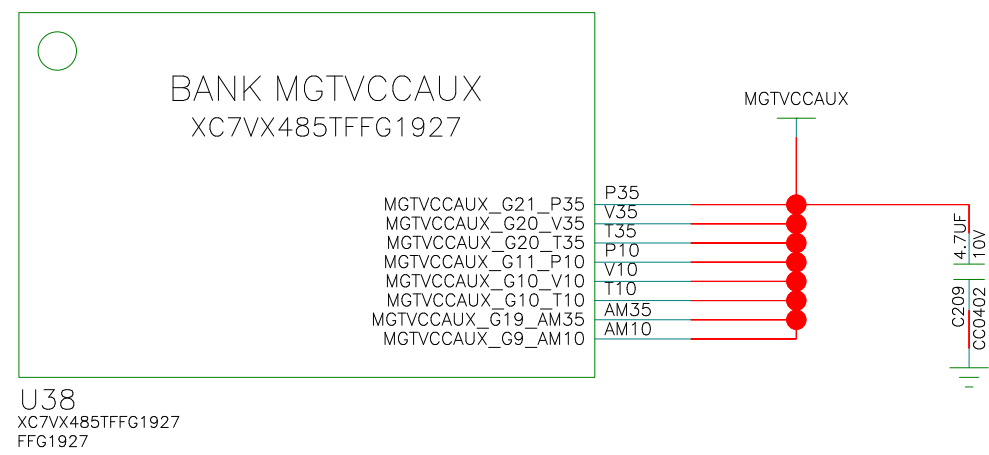 BANK MGTVCCAUX
XC7VX485TFFG1927
MGTVCCAUX
MGTVCCAUX_G21_P35 P35
MGTVCCAUX_G20_V35 V35
MGTVCCAUX_G20_T35 T35
MGTVCCAUX_G11_P10 P10
MGTVCCAUX_G10_V10 V10
MGTVCCAUX_G10_T10 T10
MGTVCCAUX_G19_AM35 AM35
MGTVCCAUX_G9_AM10 AM10
4.7UF
10V
C209
CC0402
U38
XC7VX485TFFG1927
FFG1927